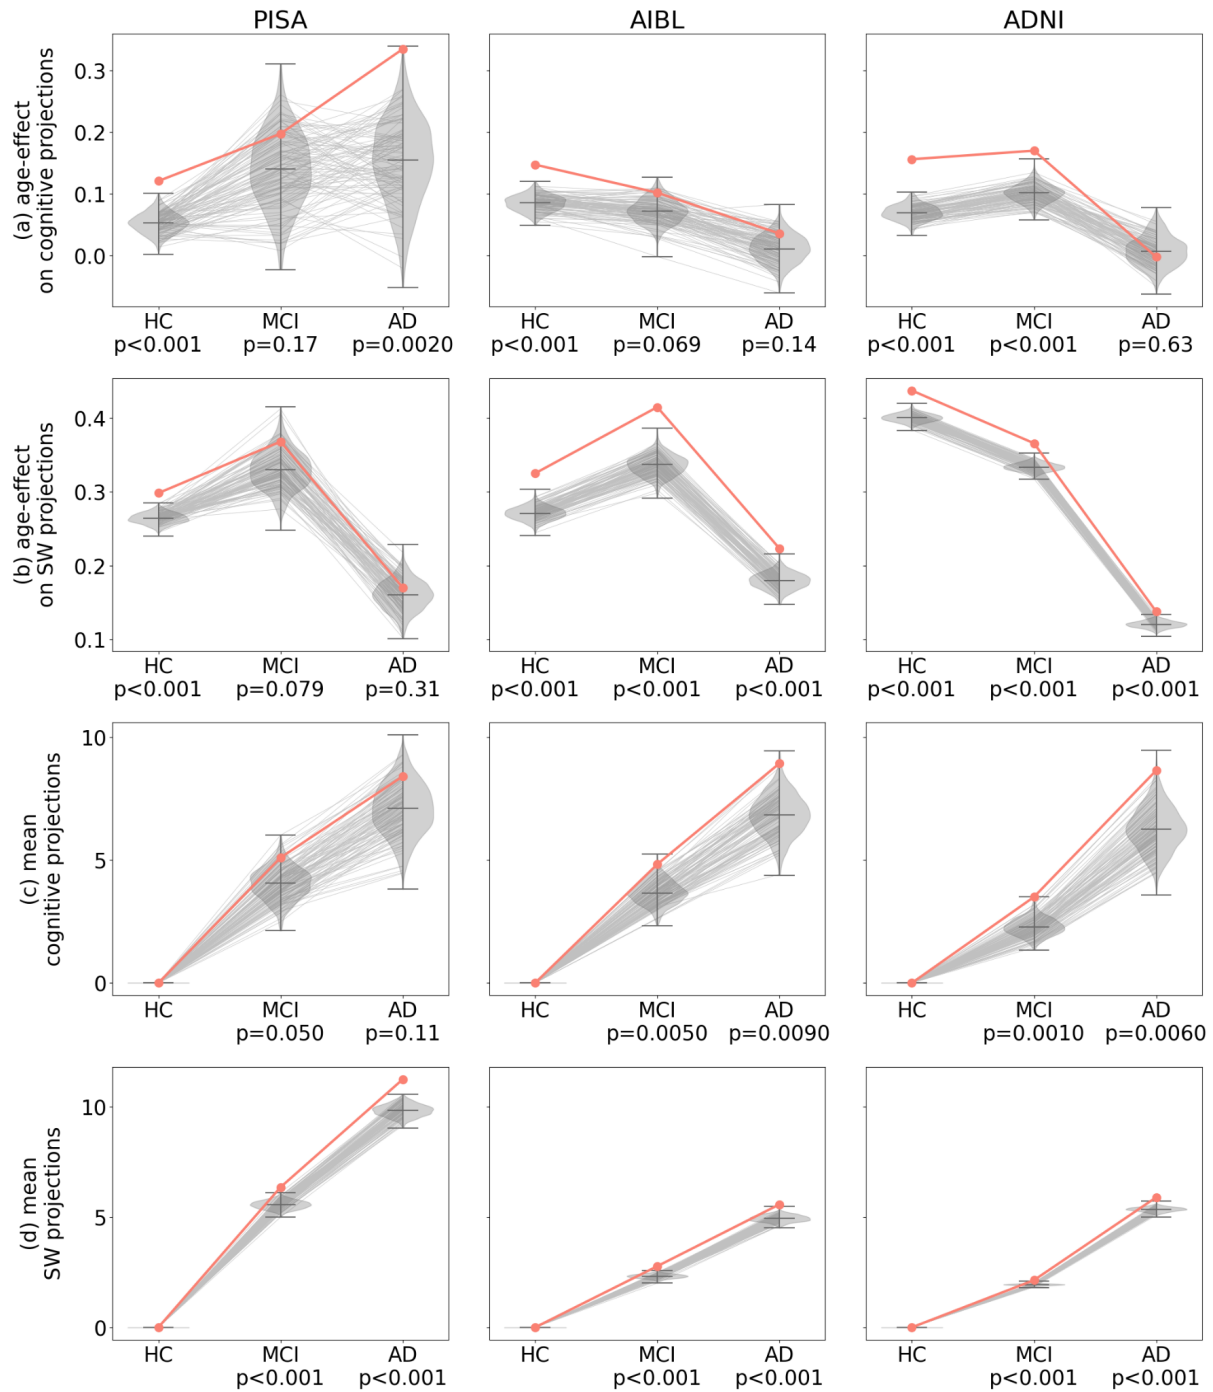 PISA AIBL ADNI
(a) age-effect
on cognitive projections
0.3
0.2
0.1
0.0
HC MCI AD HC MCI AD HC MCI AD
p<0.001 p=0.17 p=0.0020 p<0.001 p=0.069 p=0.14 p<0.001 p<0.001 p=0.63
(b) age-effect
on SW projections
0.4
0.3
0.2
0.1
HC MCI AD HC MCI AD HC MCI AD
p<0.001 p=0.079 p=0.31 p<0.001 p<0.001 p<0.001 p<0.001 p<0.001 p<0.001
(c) mean
cognitive projections
10
5
0
HC MCI AD HC MCI AD HC MCI AD
p=0.050 p=0.11 p=0.0050 p=0.0090 p=0.0010 p=0.0060
(d) mean
SW projections
10
5
0
HC MCI AD HC MCI AD HC MCI AD
p<0.001 p<0.001 p<0.001 p<0.001 p<0.001 p<0.001